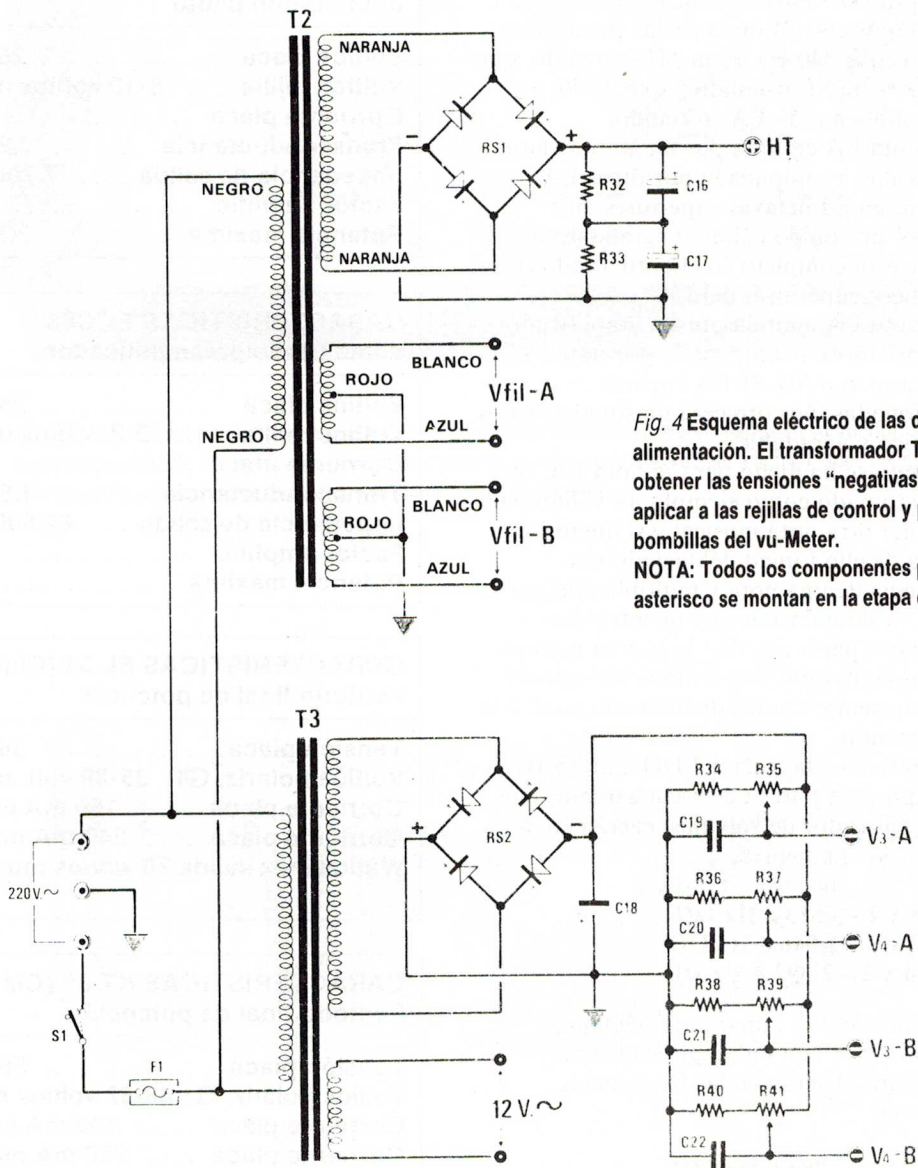 T2
NARANJA
NEGRO
RS1
- +
HT
R32
C16
R33
C17
NARANJA
BLANCO
ROJO
Vfil-A
AZUL
NEGRO
BLANCO
ROJO
Vfil-B
AZUL
Fig. 4 Esquema eléctrico de las
alimentación. El transformador
obtener las tensiones "negativas
aplicar a las rejillas de control y
bombillas del vu-Meter.
NOTA: Todos los componentes
asterisco se montan en la etapa
T3
RS2
+ -
C18
R34 R35
C19
V3-A
R36 R37
C20
V4-A
R38 R39
C21
V3-B
R40 R41
C22
V4-B
220 V.~
S1
F1
12 V.~